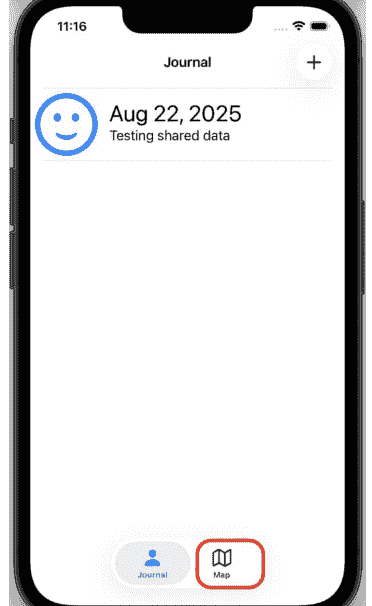 11:16
Journal
Aug 22, 2025
Testing shared data
Journal
Map